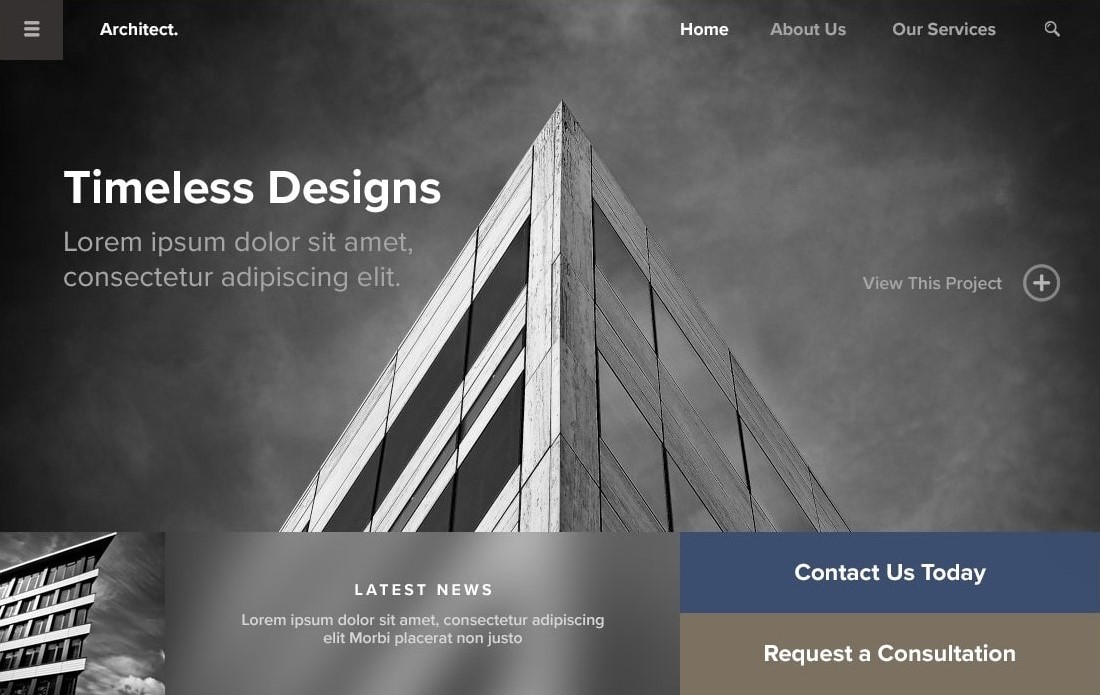 Architect.
Home
About Us
Our Services
Timeless Designs
Lorem ipsum dolor sit amet,
consectetur adipiscing elit.
View This Project
LATEST NEWS
Lorem ipsum dolor sit amet, consectetur adipiscing
elit Morbi placerat non justo
Contact Us Today
Request a Consultation